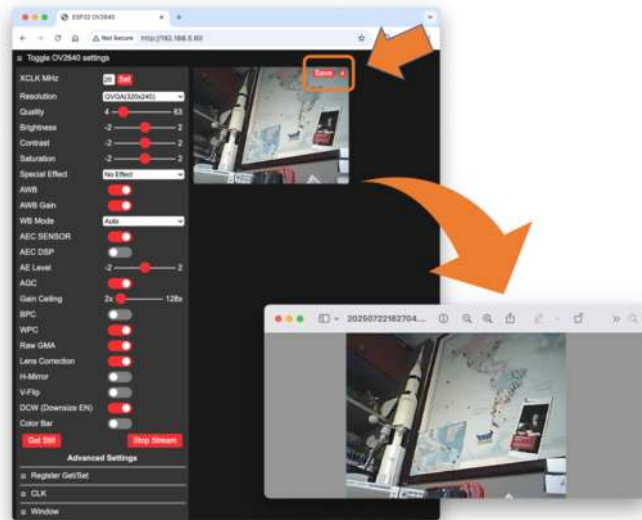 ESP32 OV2640
Not Secure http://192.168.5.60
Toggle OV2640 settings
XCLK MHz 20 Set
Resolution QVGA(320x240)
Quality 4 63
Brightness -2 2
Contrast -2 2
Saturation -2 2
Special Effect No Effect
AWB
AWB Gain
WB Mode Auto
AEC SENSOR
AEC DSP
AE Level -2 2
AGC
Gain Ceiling 2x 128x
BPC
WPC
Raw GMA
Lens Correction
H-Mirror
V-Flip
DCW (Downsize EN)
Color Bar
Get Still Stop Stream
Advanced Settings
Register Get/Set
CLK
Window
Save x
20250722162704....